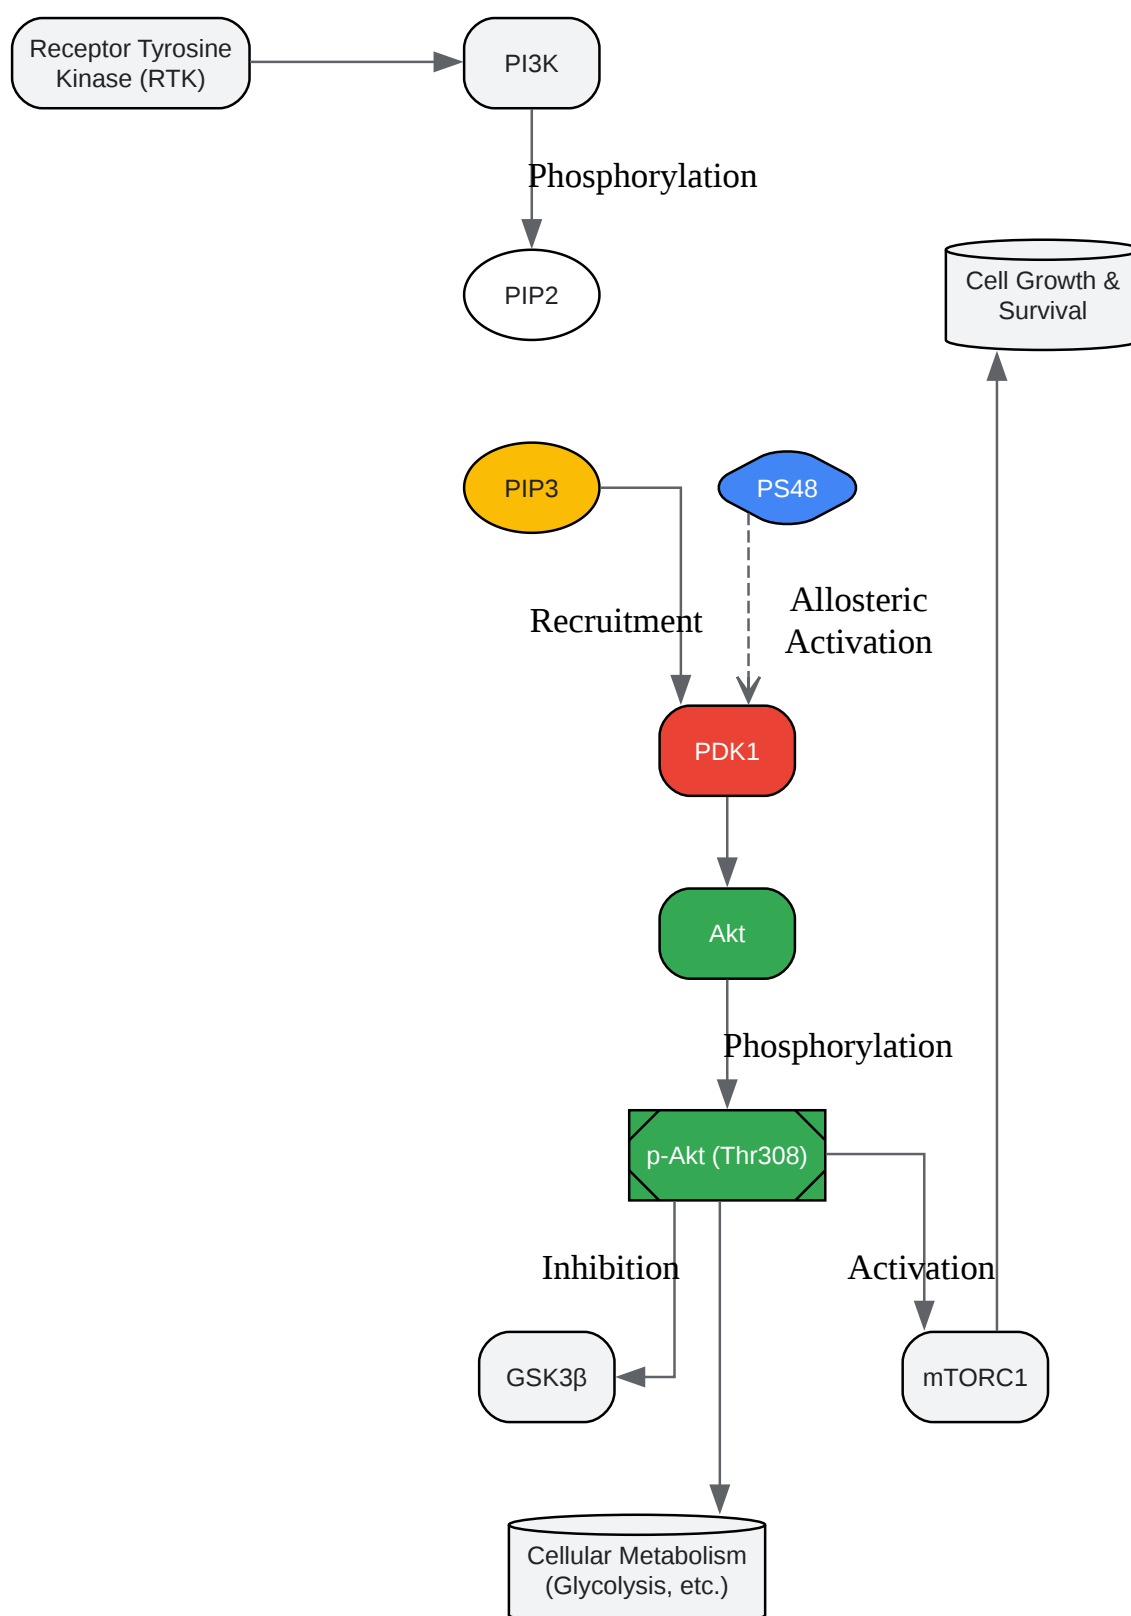 Receptor Tyrosine
Kinase (RTK)
PI3K
Phosphorylation
PIP2
Cell Growth &
Survival
PIP3
PS48
Recruitment
Allosteric
Activation
PDK1
Akt
Phosphorylation
p-Akt (Thr308)
Inhibition
Activation
GSK3β
mTORC1
Cellular Metabolism
(Glycolysis, etc.)